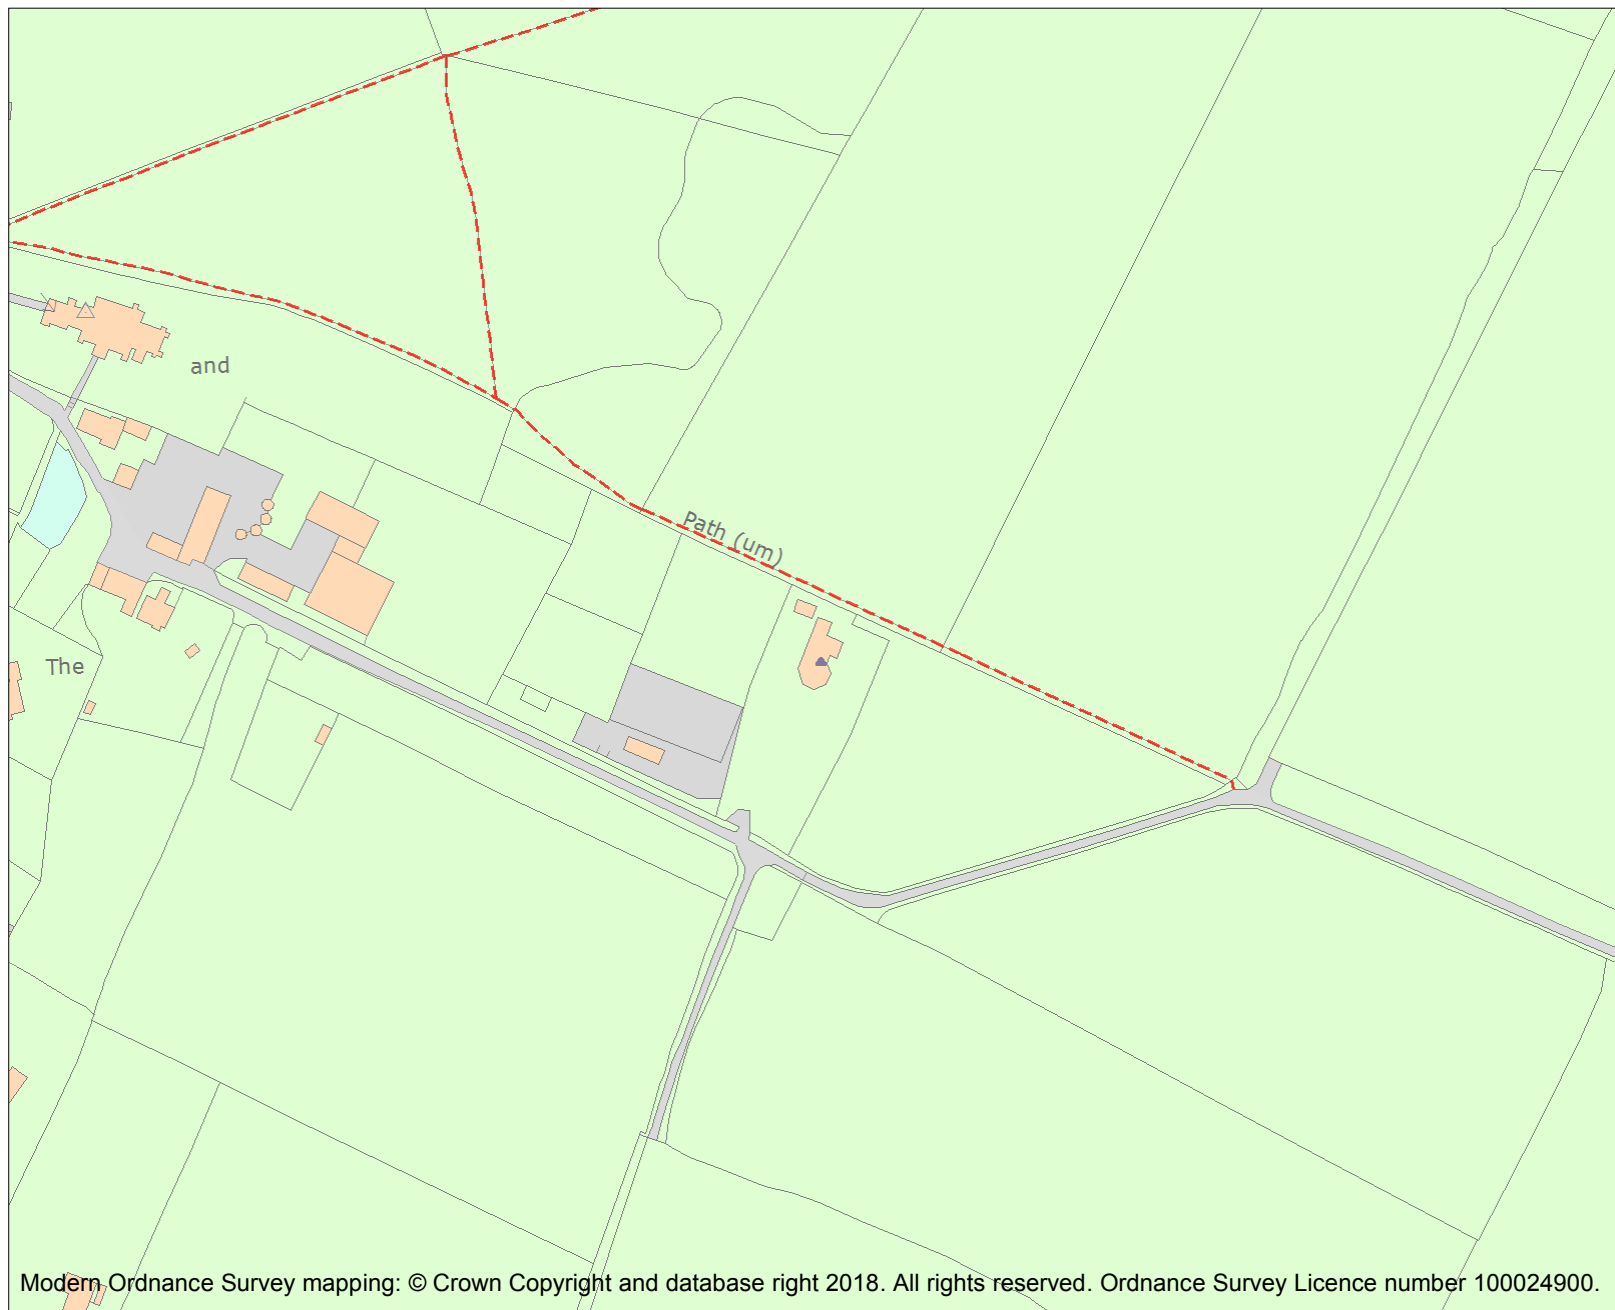 and
Path (um)
The
Modern Ordnance Survey mapping: © Crown Copyright and database right 2018. All rights reserved. Ordnance Survey Licence number 100024900.